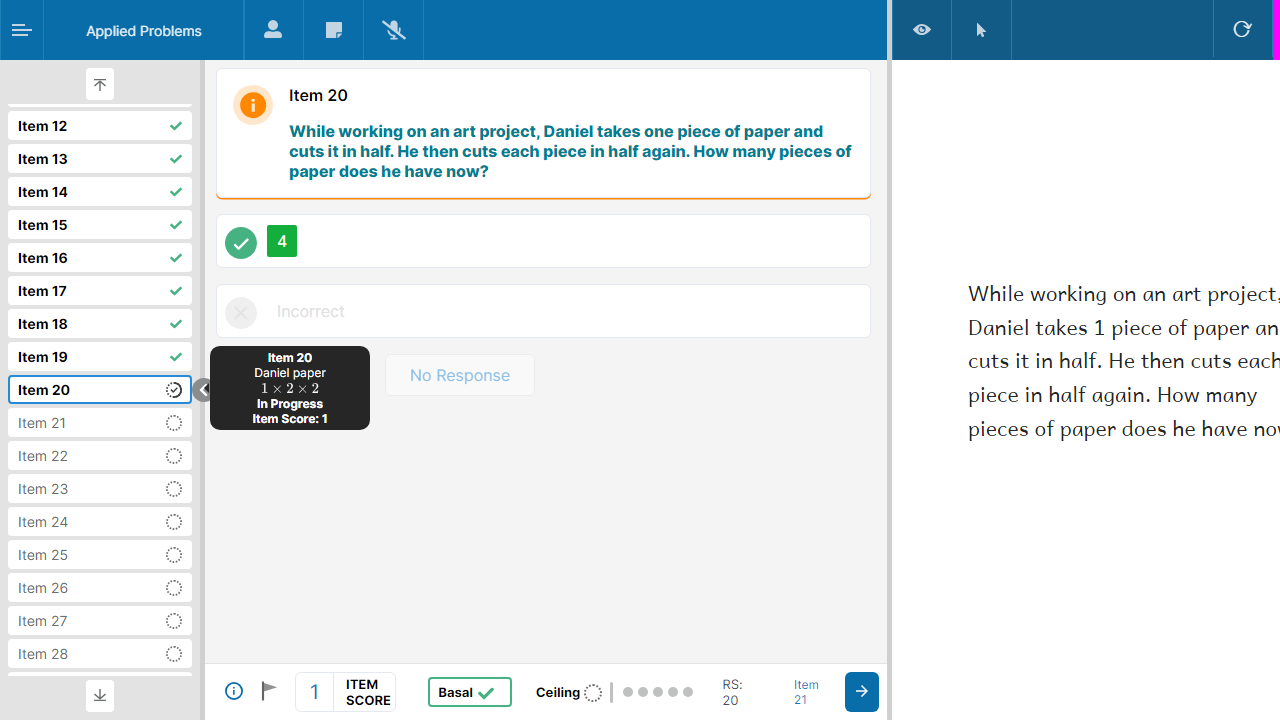 Applied Problems
Item 12
Item 13
Item 14
Item 15
Item 16
Item 17
Item 18
Item 19
Item 20
Item 21
Item 22
Item 23
Item 24
Item 25
Item 26
Item 27
Item 28
Item 20
While working on an art project, Daniel takes one piece of paper and
cuts it in half. He then cuts each piece in half again. How many pieces of
paper does he have now?
4
Incorrect
Item 20
Daniel paper
1 × 2 × 2
In Progress
Item Score: 1
No Response
1
ITEM
SCORE
Basal
Ceiling
RS:
20
Item
21
While working on an art project,
Daniel takes 1 piece of paper an
cuts it in half. He then cuts each
piece in half again. How many
pieces of paper does he have no